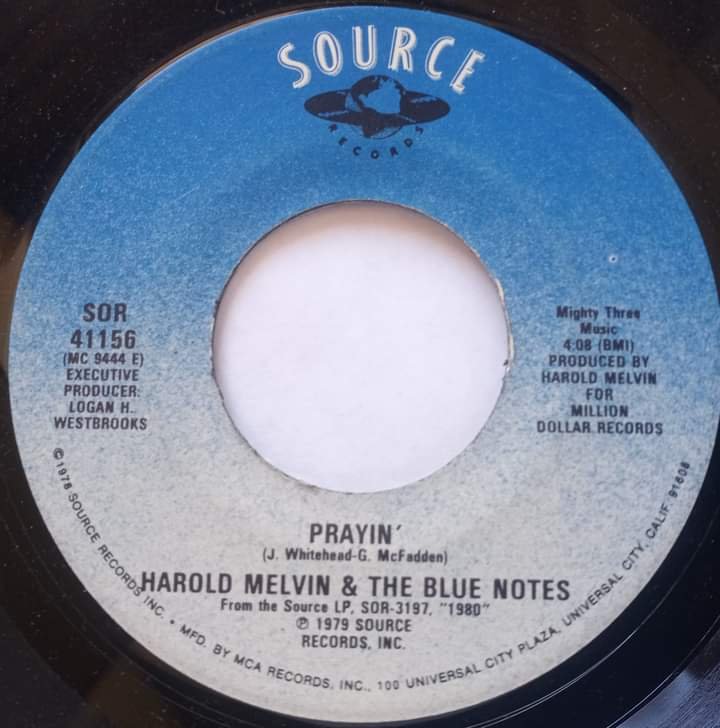 SOURCE
RECORDS
SOR
41156
(MC 9444 E)
EXECUTIVE
PRODUCER:
LOGAN H.
WESTBROOKS
Mighty Three
Music
4:08 (BMI)
PRODUCED BY
HAROLD MELVIN
FOR
MILLION
DOLLAR RECORDS
PRAYIN'
(J. Whitehead-G. McFadden)
HAROLD MELVIN & THE BLUE NOTES
From the Source LP, SOR-3197, "1980"
℗ 1979 SOURCE
RECORDS, INC.
©1978 SOURCE RECORDS INC. • MFD. BY MCA RECORDS, INC., 100 UNIVERSAL CITY PLAZA, UNIVERSAL CITY, CALIF. 91608